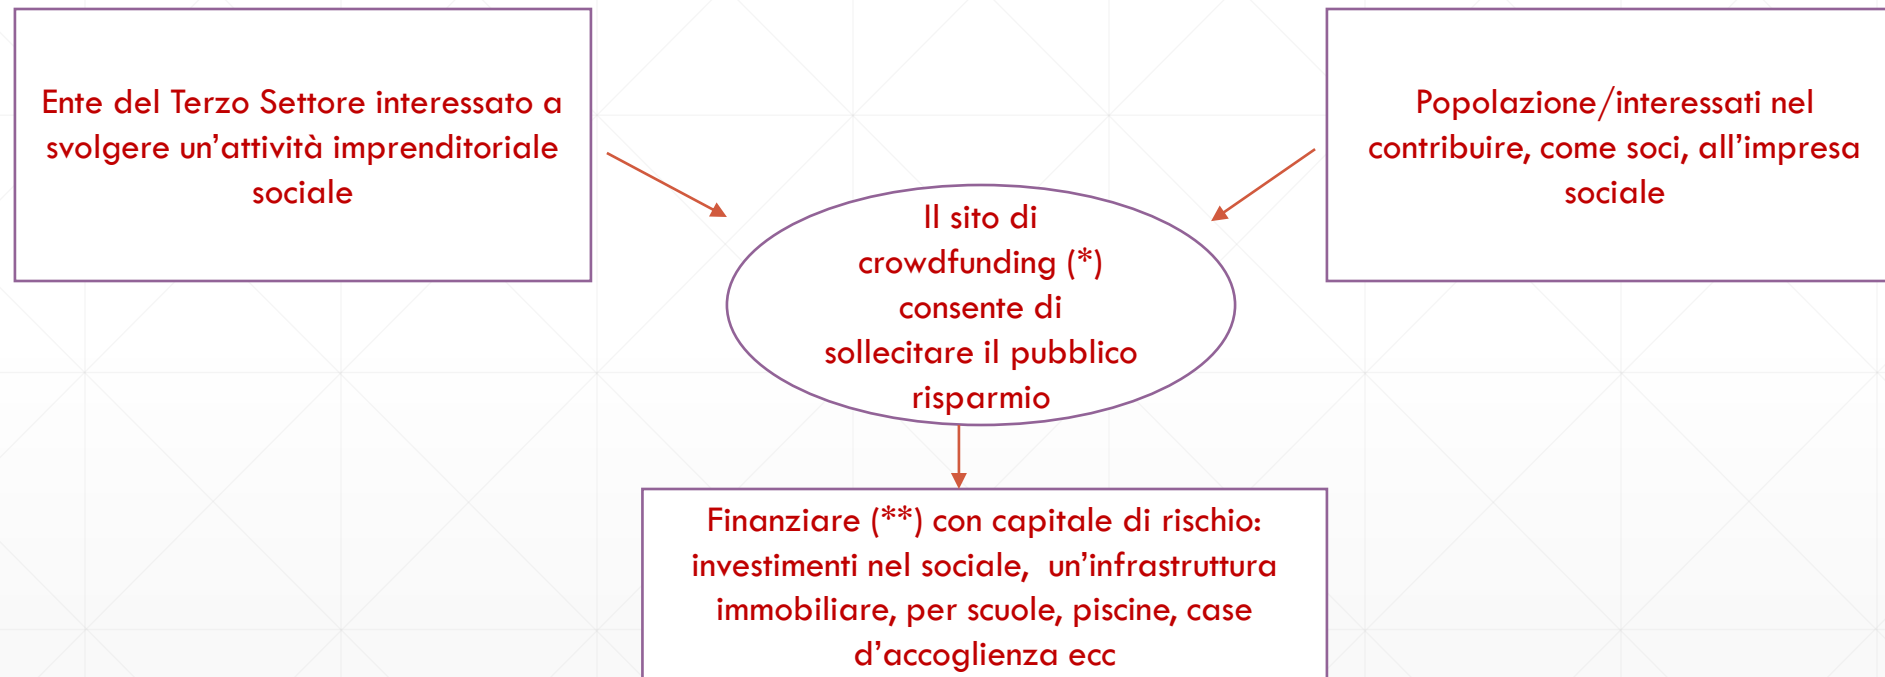 Ente del Terzo Settore interessato a
svolgere un’attività imprenditoriale
sociale
Popolazione/interessati nel
contribuire, come soci, all’impresa
sociale
Il sito di
crowdfunding (*)
consente di
sollecitare il pubblico
risparmio
Finanziare (**) con capitale di rischio:
investimenti nel sociale, un’infrastruttura
immobiliare, per scuole, piscine, case
d’accoglienza ecc